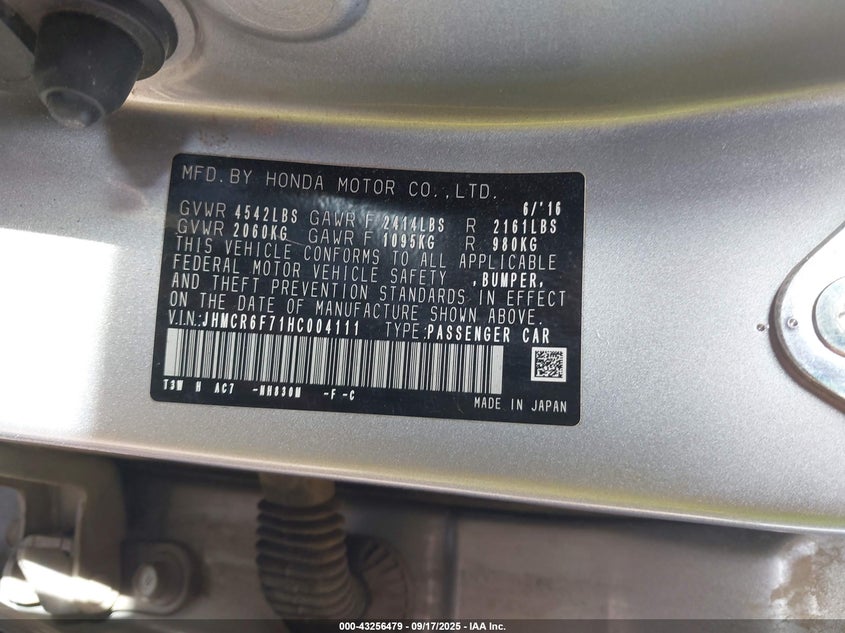 MFD.BY HONDA MOTOR CO.,LTD.
6/'16
GVWR 4542LBS GAWR F 2414LBS R 2161LBS
GVWR 2060KG GAWR F 1095KG R 980KG
THIS VEHICLE CONFORMS TO ALL APPLICABLE
FEDERAL MOTOR VEHICLE SAFETY ,BUMPER,
AND THEFT PREVENTION STANDARDS IN EFFECT
ON THE DATE OF MANUFACTURE SHOWN ABOVE.
V.I.N.:JHMCR6F71HC004111 TYPE:PASSENGER CAR
T3W H AC7 -NH830M -F -C
MADE IN JAPAN
000-43256479 - 09/17/2025 - IAA Inc.